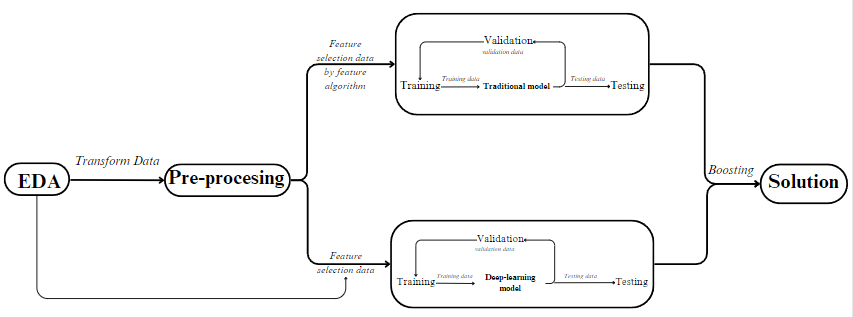 EDA
Transform Data
Pre-procesing
Feature
selection data
by feature
algorithm
Validation
validation data
Training
Training data
Traditional model
Testing data
Testing
Feature
selection data
Validation
validation data
Training
Training data
Deep-learning
model
Testing data
Testing
Boosting
Solution